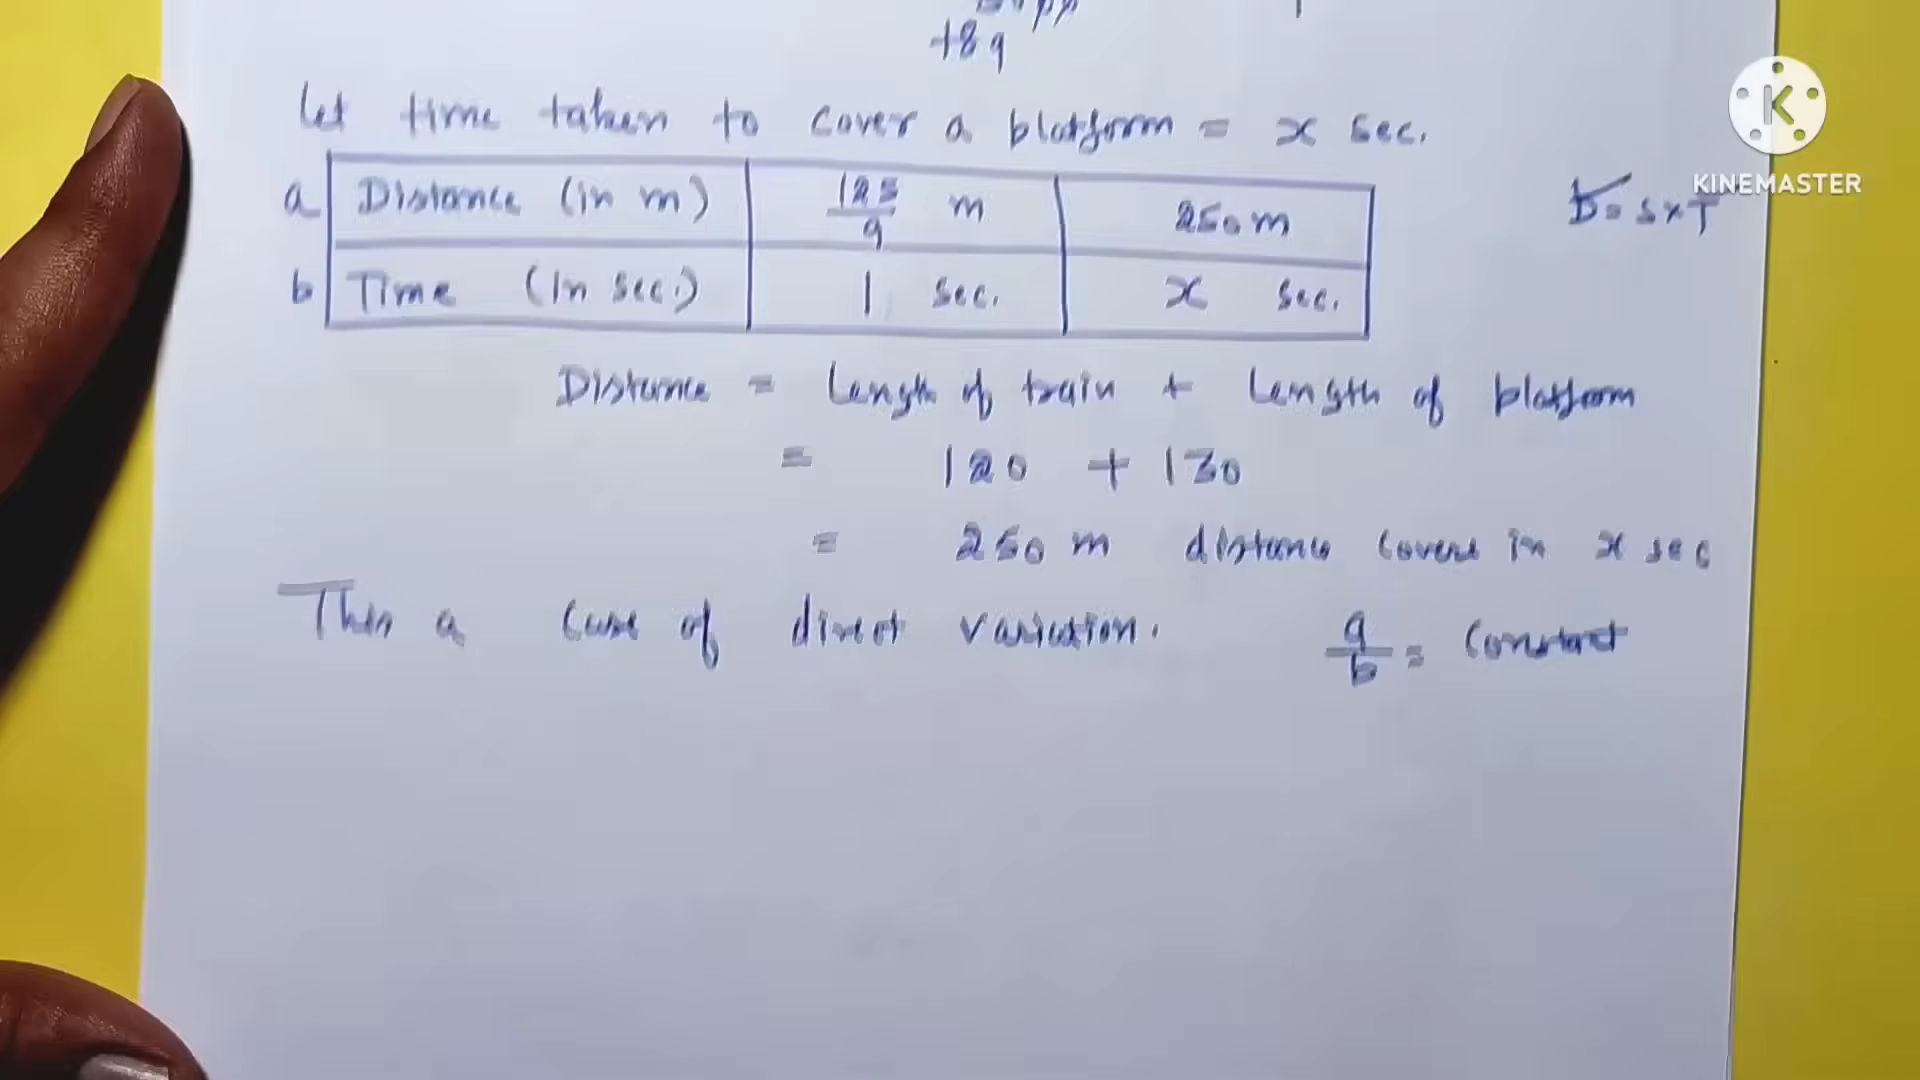 18 9
Let time taken to cover a platform = x sec.
KINEMASTER
a Distance (in m) 125/9 m 250 m
D = S x T
b Time (in sec.) 1 sec. x sec.
Distance = Length of train + Length of platform
= 120 + 130
= 250 m distance covers in x sec
This a case of direct variation. a/b = Constant